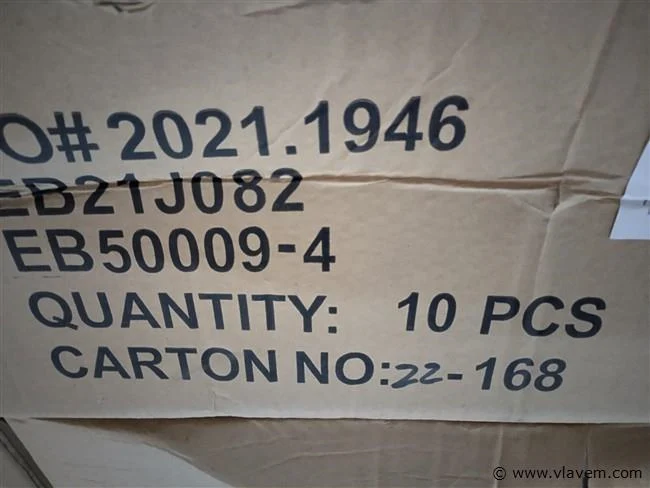 O# 2021.1946
EB21J082
EB50009-4
QUANTITY: 10 PCS
CARTON NO:22-168
© www.vlavem.com